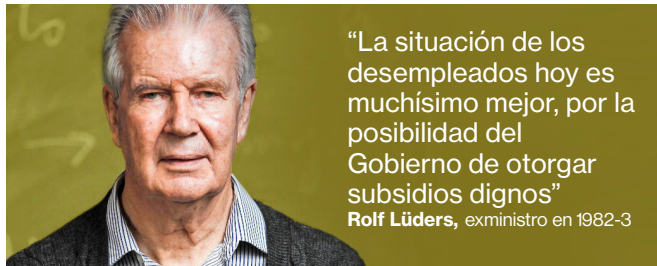 “La situación de los
desempleados hoy es
muchísimo mejor, por la
posibilidad del
Gobierno de otorgar
subsidios dignos”
Rolf Lüders, exministro en 1982-3